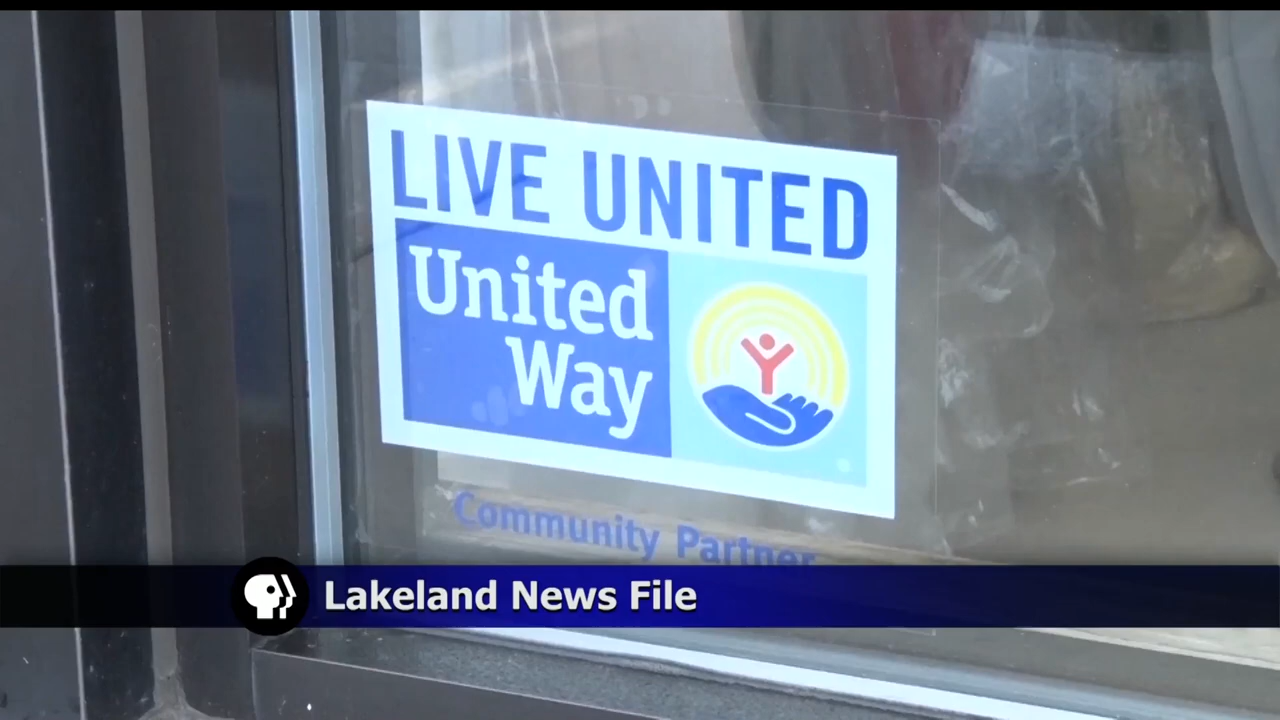 LIVE UNITED
United
Way
Community Partner
Lakeland News File